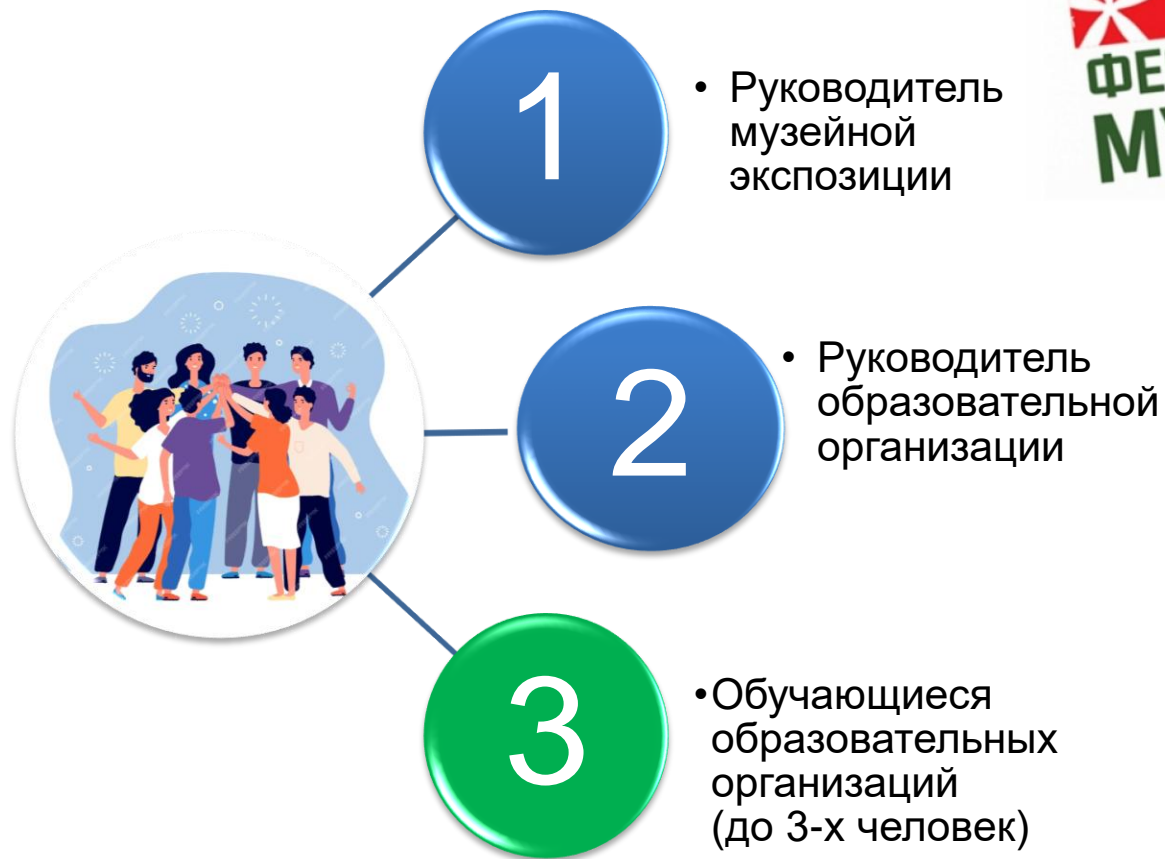 1
• Руководитель
музейной
экспозиции
2
• Руководитель
образовательной
организации
3
•Обучающиеся
образовательных
организаций
(до 3-х человек)